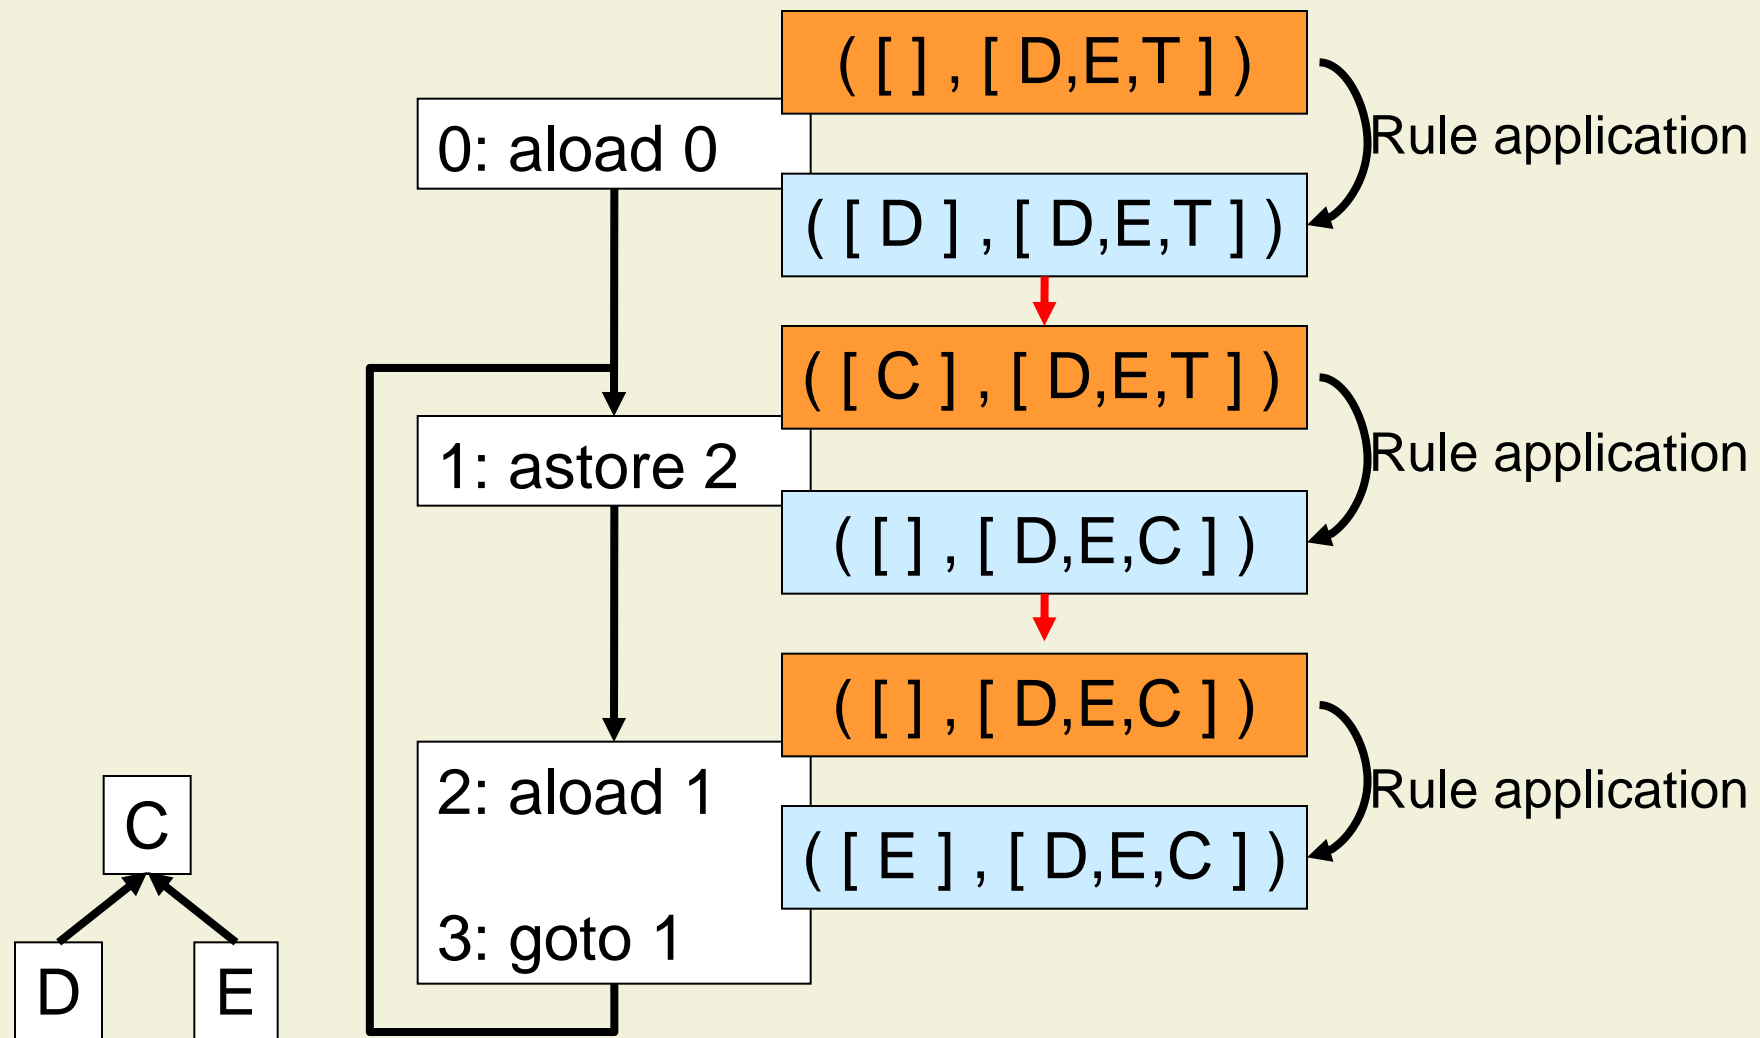 ( [ ] , [ D,E,T ] )
0: aload 0
Rule application
( [ D ] , [ D,E,T ] )
( [ C ] , [ D,E,T ] )
1: astore 2
Rule application
( [ ] , [ D,E,C ] )
( [ ] , [ D,E,C ] )
2: aload 1
Rule application
( [ E ] , [ D,E,C ] )
3: goto 1
C
D
E